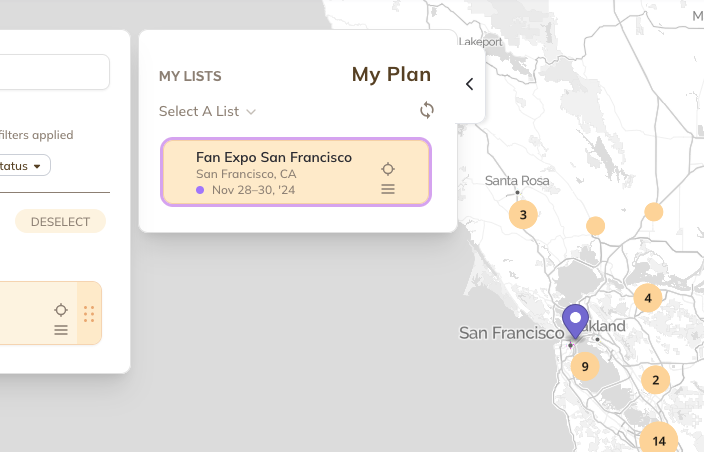 filters applied
tatus
DESELECT
MY LISTS
My Plan
Select A List
Fan Expo San Francisco
San Francisco, CA
Nov 28–30, '24
Lakeport
M
Santa Rosa
3
4
San Francisco
akland
9
2
14